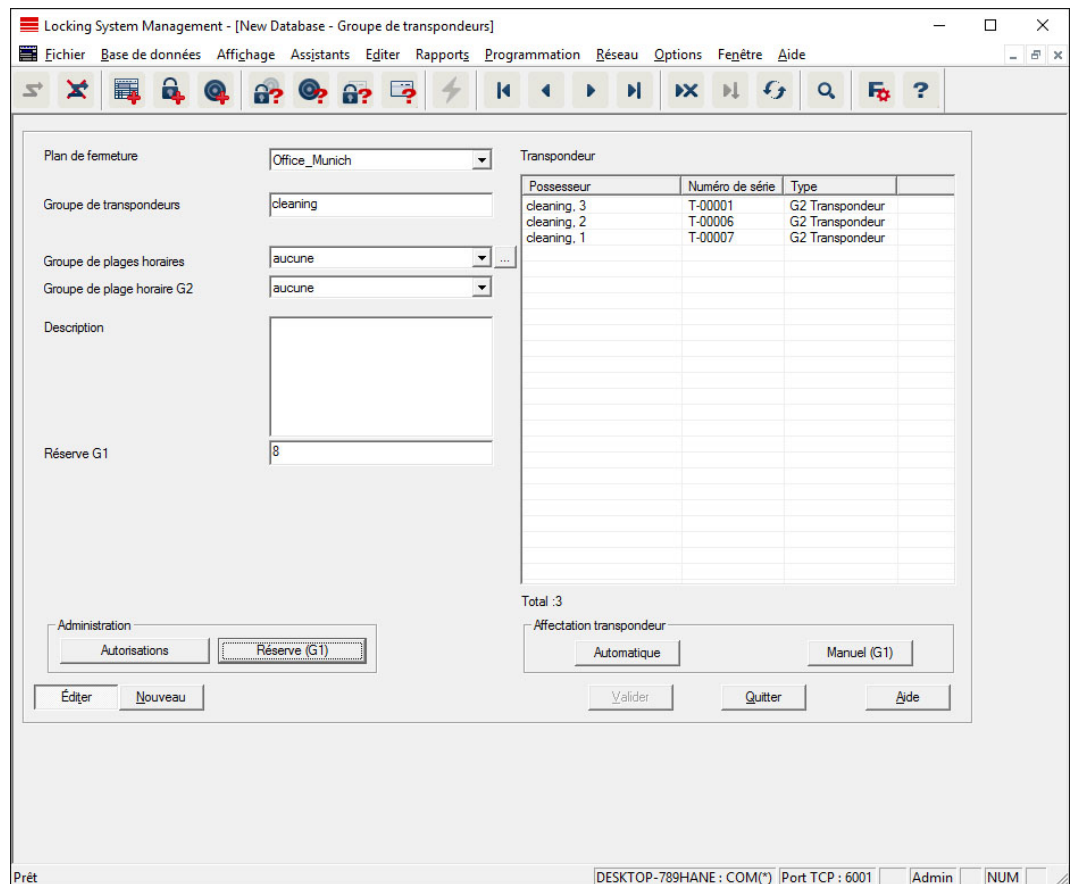 Locking System Management - [New Database - Groupe de transpondeurs]
Fichier Base de données Affichage Assistants Editer Rapports Programmation Réseau Options Fenêtre Aide
Plan de fermeture
Office_Munich
Groupe de transpondeurs
cleaning
Groupe de plages horaires
aucune
...
Groupe de plage horaire G2
aucune
Description
Réserve G1
8
Transpondeur
Possesseur Numéro de série Type
cleaning, 3 T-00001 G2 Transpondeur
cleaning, 2 T-00006 G2 Transpondeur
cleaning, 1 T-00007 G2 Transpondeur
Total :3
Administration
Autorisations Réserve (G1)
Affectation transpondeur
Automatique Manuel (G1)
Éditer Nouveau Valider Quitter Aide
Prêt DESKTOP-789HANE : COM(*) Port TCP : 6001 Admin NUM